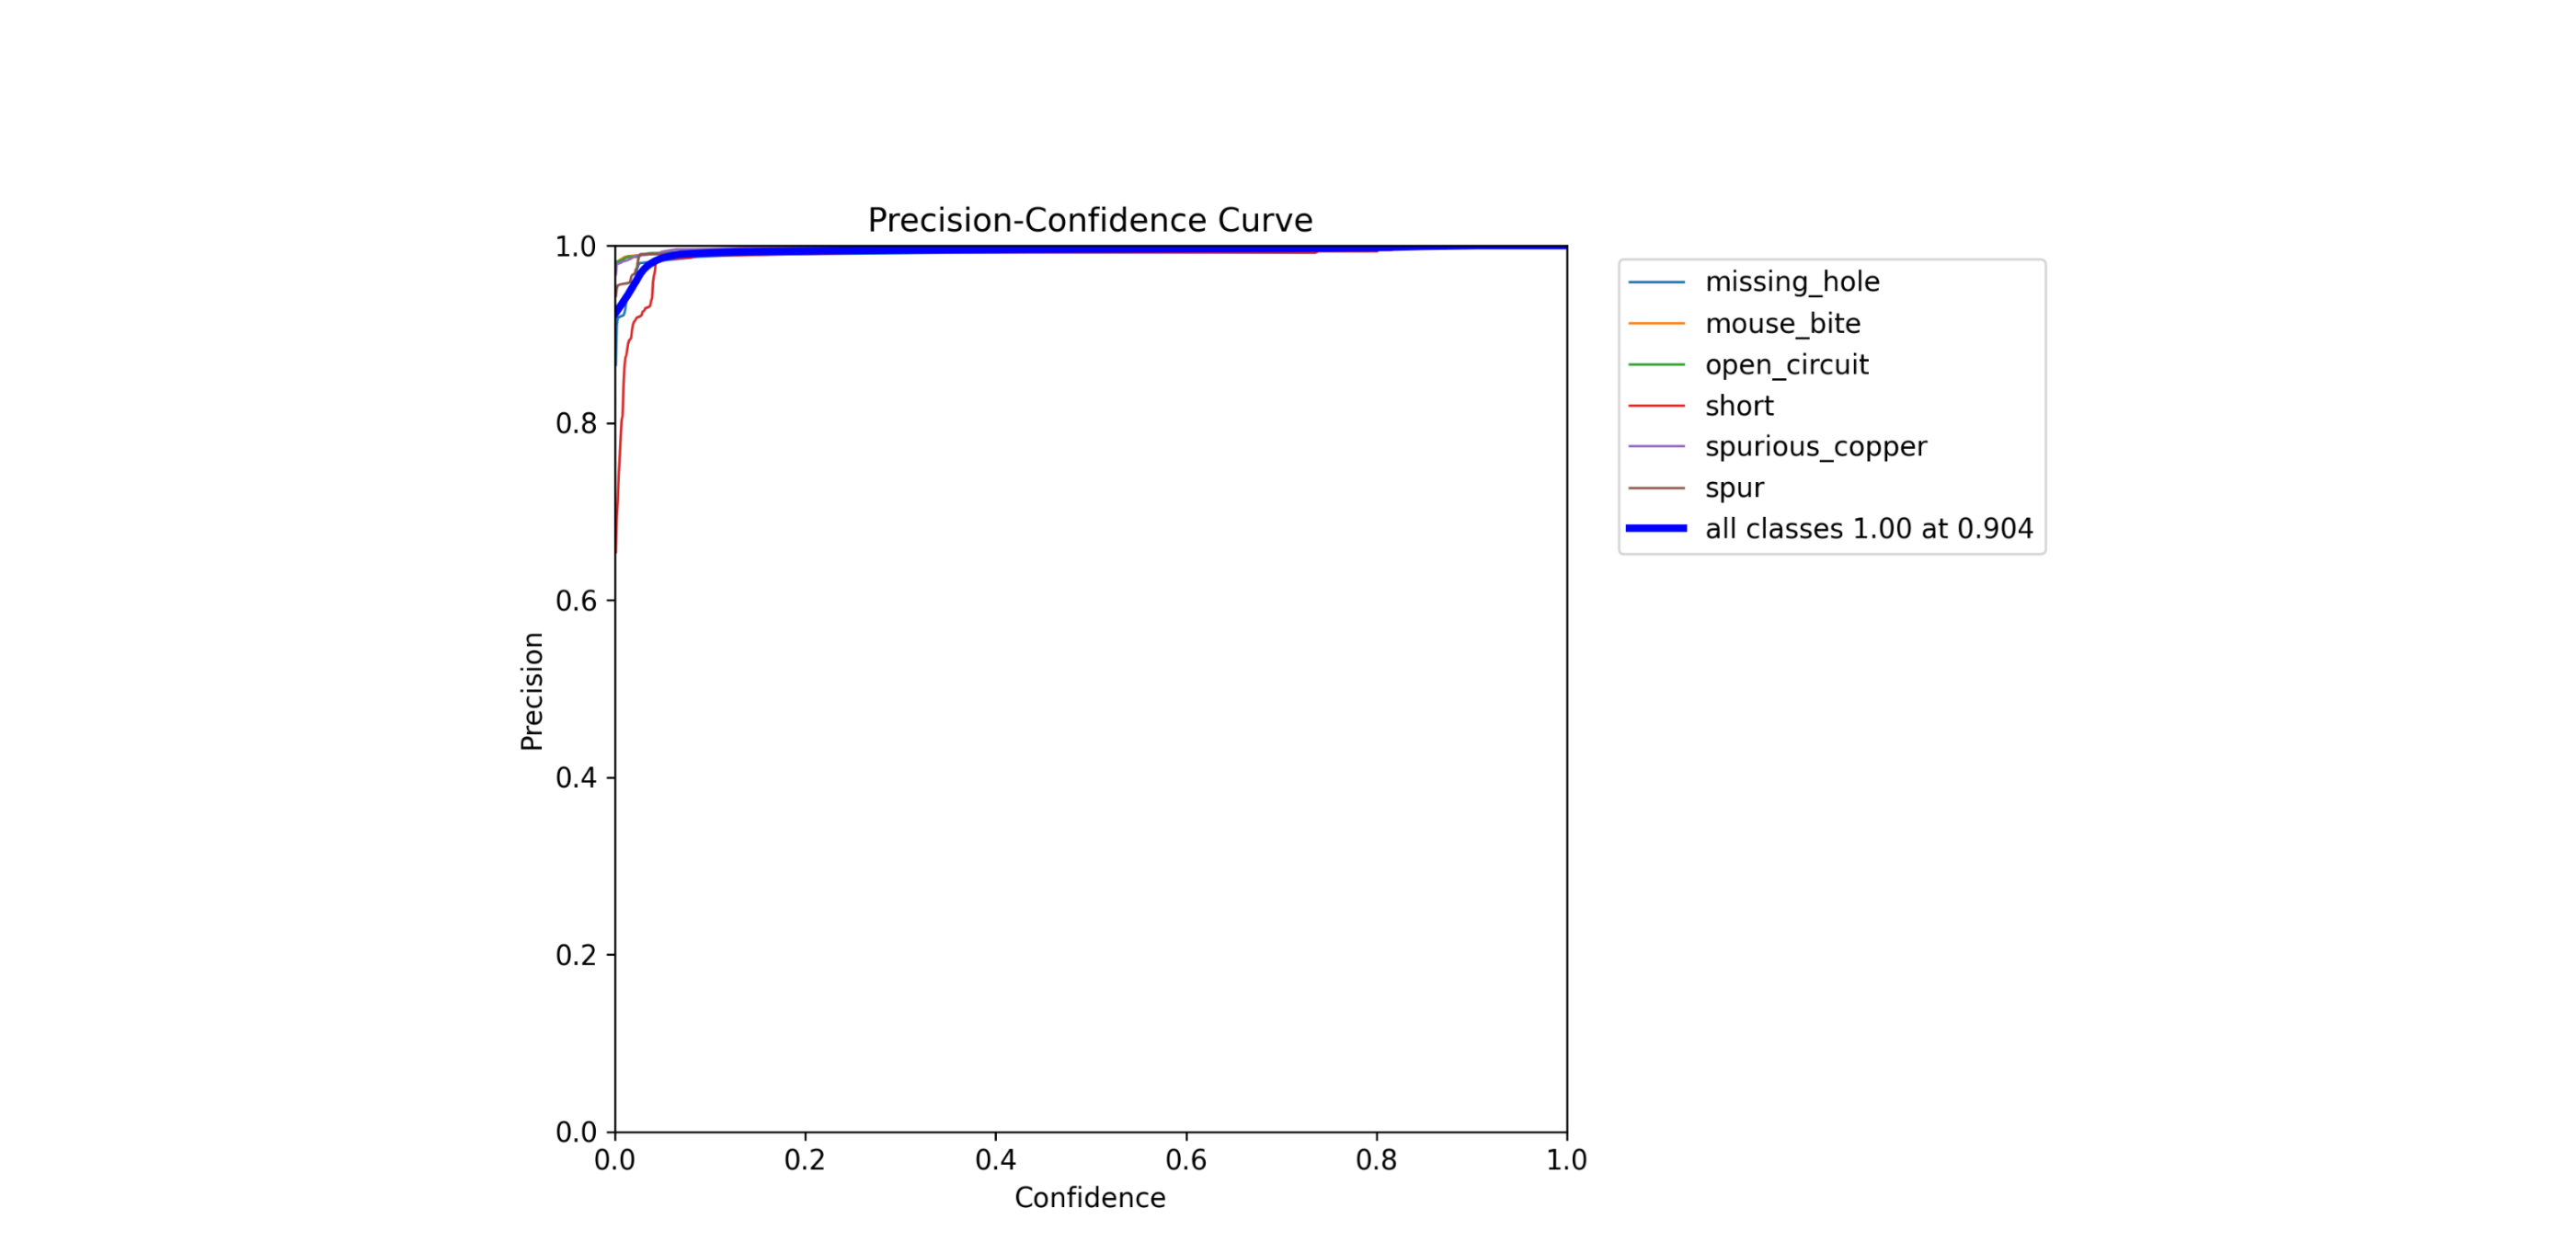 Precision-Confidence Curve
1.0
0.8
0.6
0.4
0.2
0.0
Precision
0.0 0.2 0.4 0.6 0.8 1.0
Confidence
missing_hole
mouse_bite
open_circuit
short
spurious_copper
spur
all classes 1.00 at 0.904